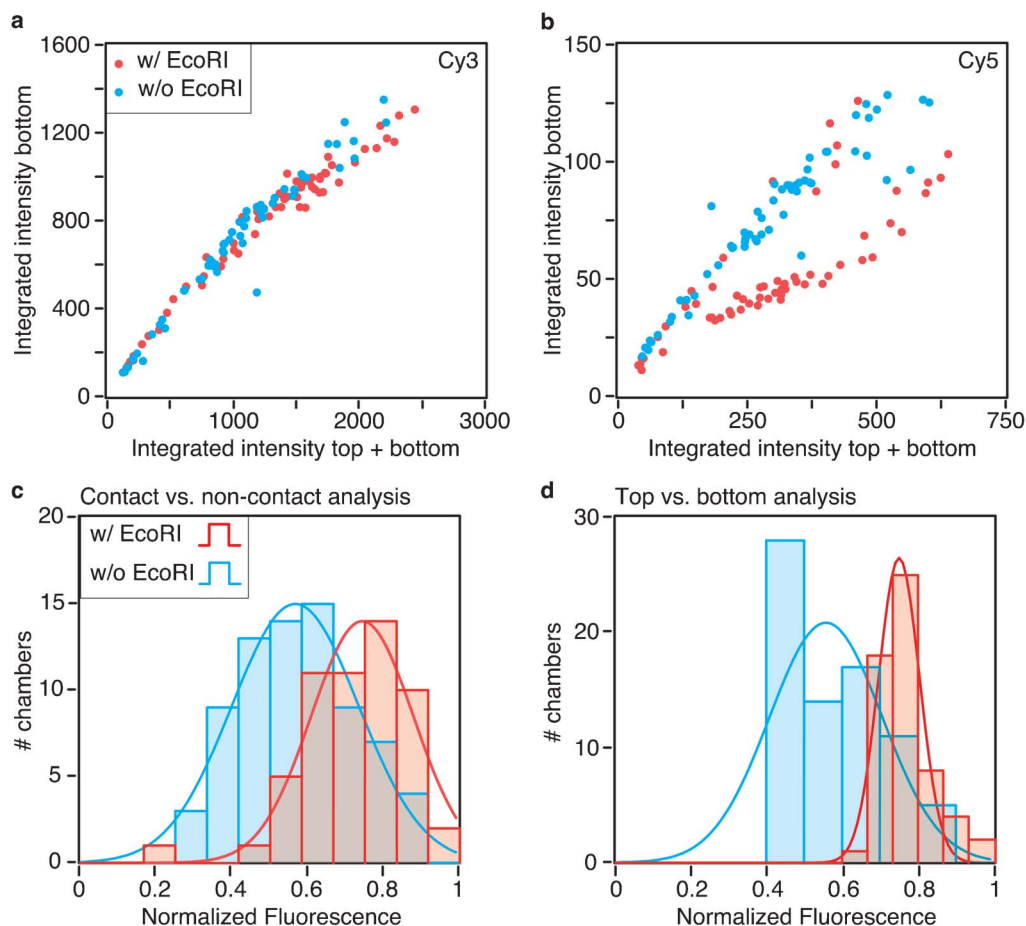 a
1600
w/ EcoRI
w/o EcoRI
Cy3
1200
800
400
0
Integrated intensity bottom
0 1000 2000 3000
Integrated intensity top + bottom
b
150
Cy5
100
50
0
Integrated intensity bottom
0 250 500 750
Integrated intensity top + bottom
c Contact vs. non-contact analysis
20
w/ EcoRI
w/o EcoRI
15
10
5
0
# chambers
0 0.2 0.4 0.6 0.8 1
Normalized Fluorescence
d Top vs. bottom analysis
30
20
10
0
# chambers
0 0.2 0.4 0.6 0.8 1
Normalized Fluorescence